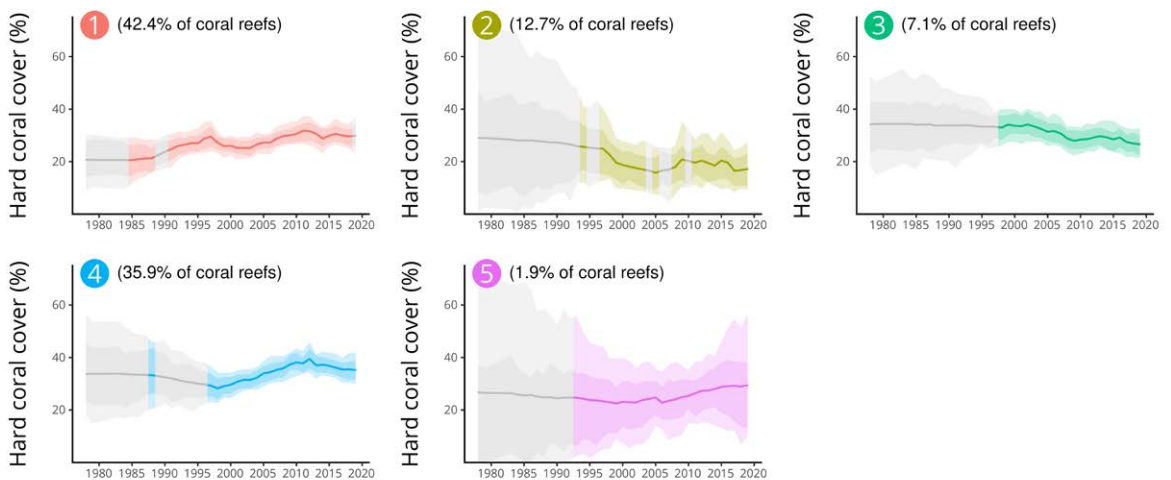 1 (42.4% of coral reefs)
Hard coral cover (%)
60
40
20
1980 1985 1990 1995 2000 2005 2010 2015 2020
2 (12.7% of coral reefs)
Hard coral cover (%)
60
40
20
1980 1985 1990 1995 2000 2005 2010 2015 2020
3 (7.1% of coral reefs)
Hard coral cover (%)
60
40
20
1980 1985 1990 1995 2000 2005 2010 2015 2020
4 (35.9% of coral reefs)
Hard coral cover (%)
60
40
20
1980 1985 1990 1995 2000 2005 2010 2015 2020
5 (1.9% of coral reefs)
Hard coral cover (%)
60
40
20
1980 1985 1990 1995 2000 2005 2010 2015 2020